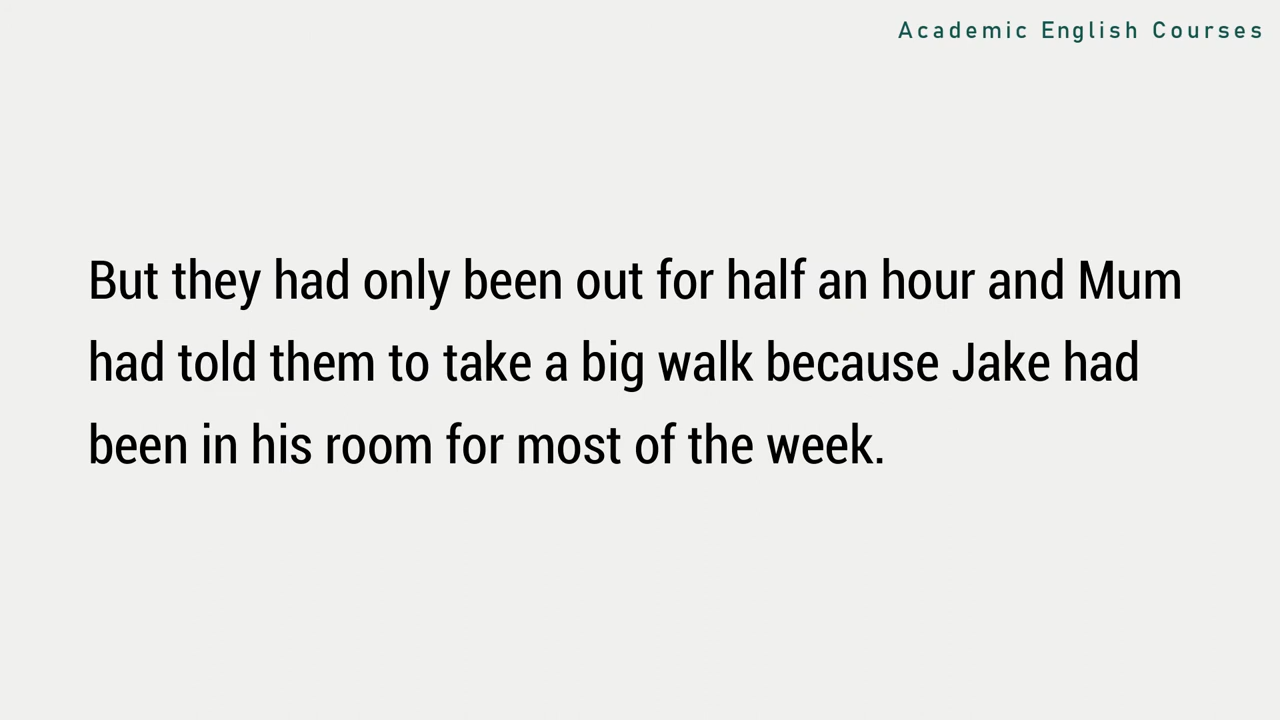 Academic English Courses
But they had only been out for half an hour and Mum
had told them to take a big walk because Jake had
been in his room for most of the week.